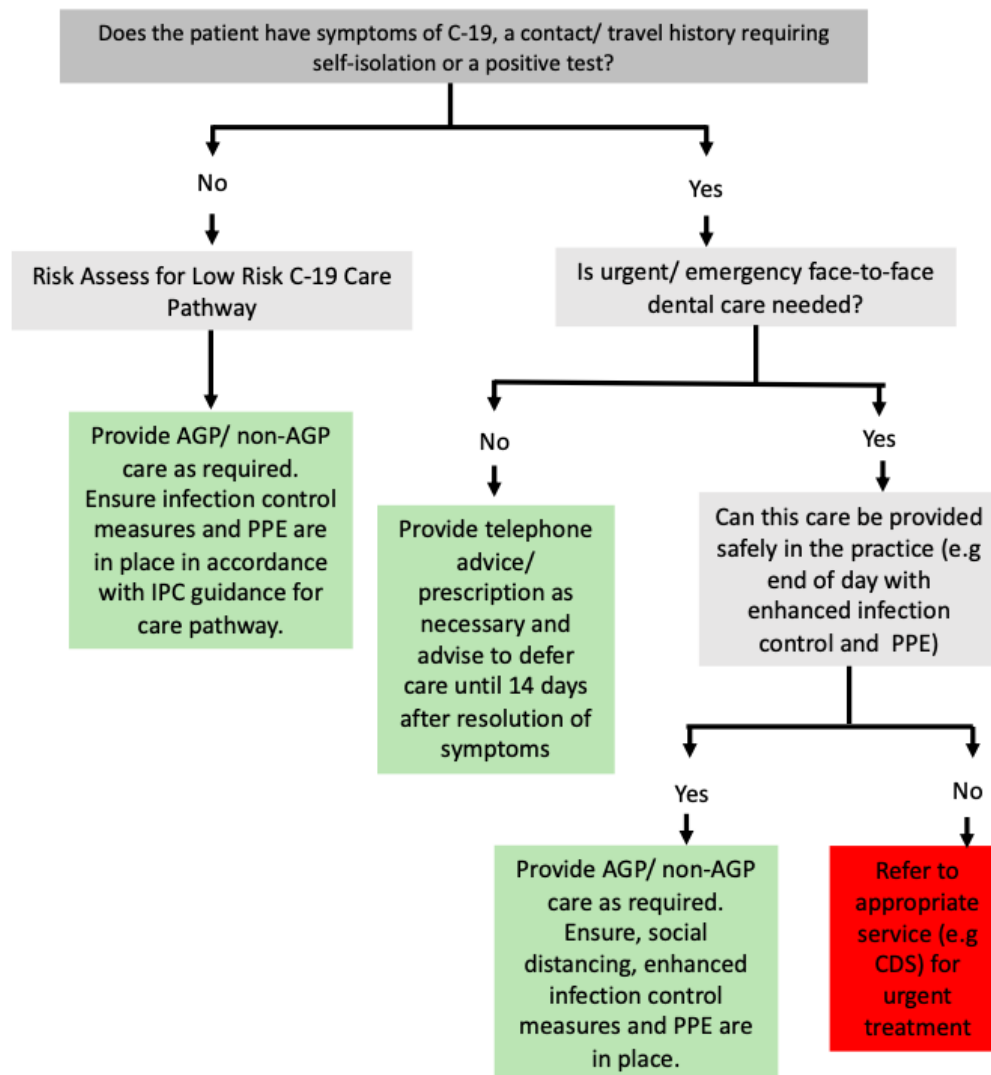 Does the patient have symptoms of C-19, a contact/ travel history requiring
self-isolation or a positive test?
No
Yes
Risk Assess for Low Risk C-19 Care
Pathway
Is urgent/ emergency face-to-face
dental care needed?
Provide AGP/ non-AGP
care as required.
Ensure infection control
measures and PPE are
in place in accordance
with IPC guidance for
care pathway.
No
Yes
Provide telephone
advice/
prescription as
necessary and
advise to defer
care until 14 days
after resolution of
symptoms
Can this care be provided
safely in the practice (e.g
end of day with
enhanced infection
control and PPE)
Yes
No
Provide AGP/ non-AGP
care as required.
Ensure, social
distancing, enhanced
infection control
measures and PPE are
in place.
Refer to
appropriate
service (e.g
CDS) for
urgent
treatment